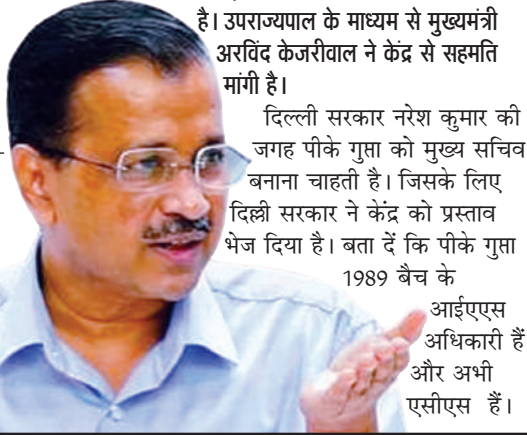 है। उपराज्यपाल के माध्यम से मुख्यमंत्री
अरविंद केजरीवाल ने केंद्र से सहमति
मांगी है।
दिल्ली सरकार नरेश कुमार की
जगह पीके गुप्ता को मुख्य सचिव
बनाना चाहती है। जिसके लिए
दिल्ली सरकार ने केंद्र को प्रस्ताव
भेज दिया है। बता दें कि पीके गुप्ता
1989 बैच के
आईएएस
अधिकारी हैं
और अभी
एसीएस हैं।